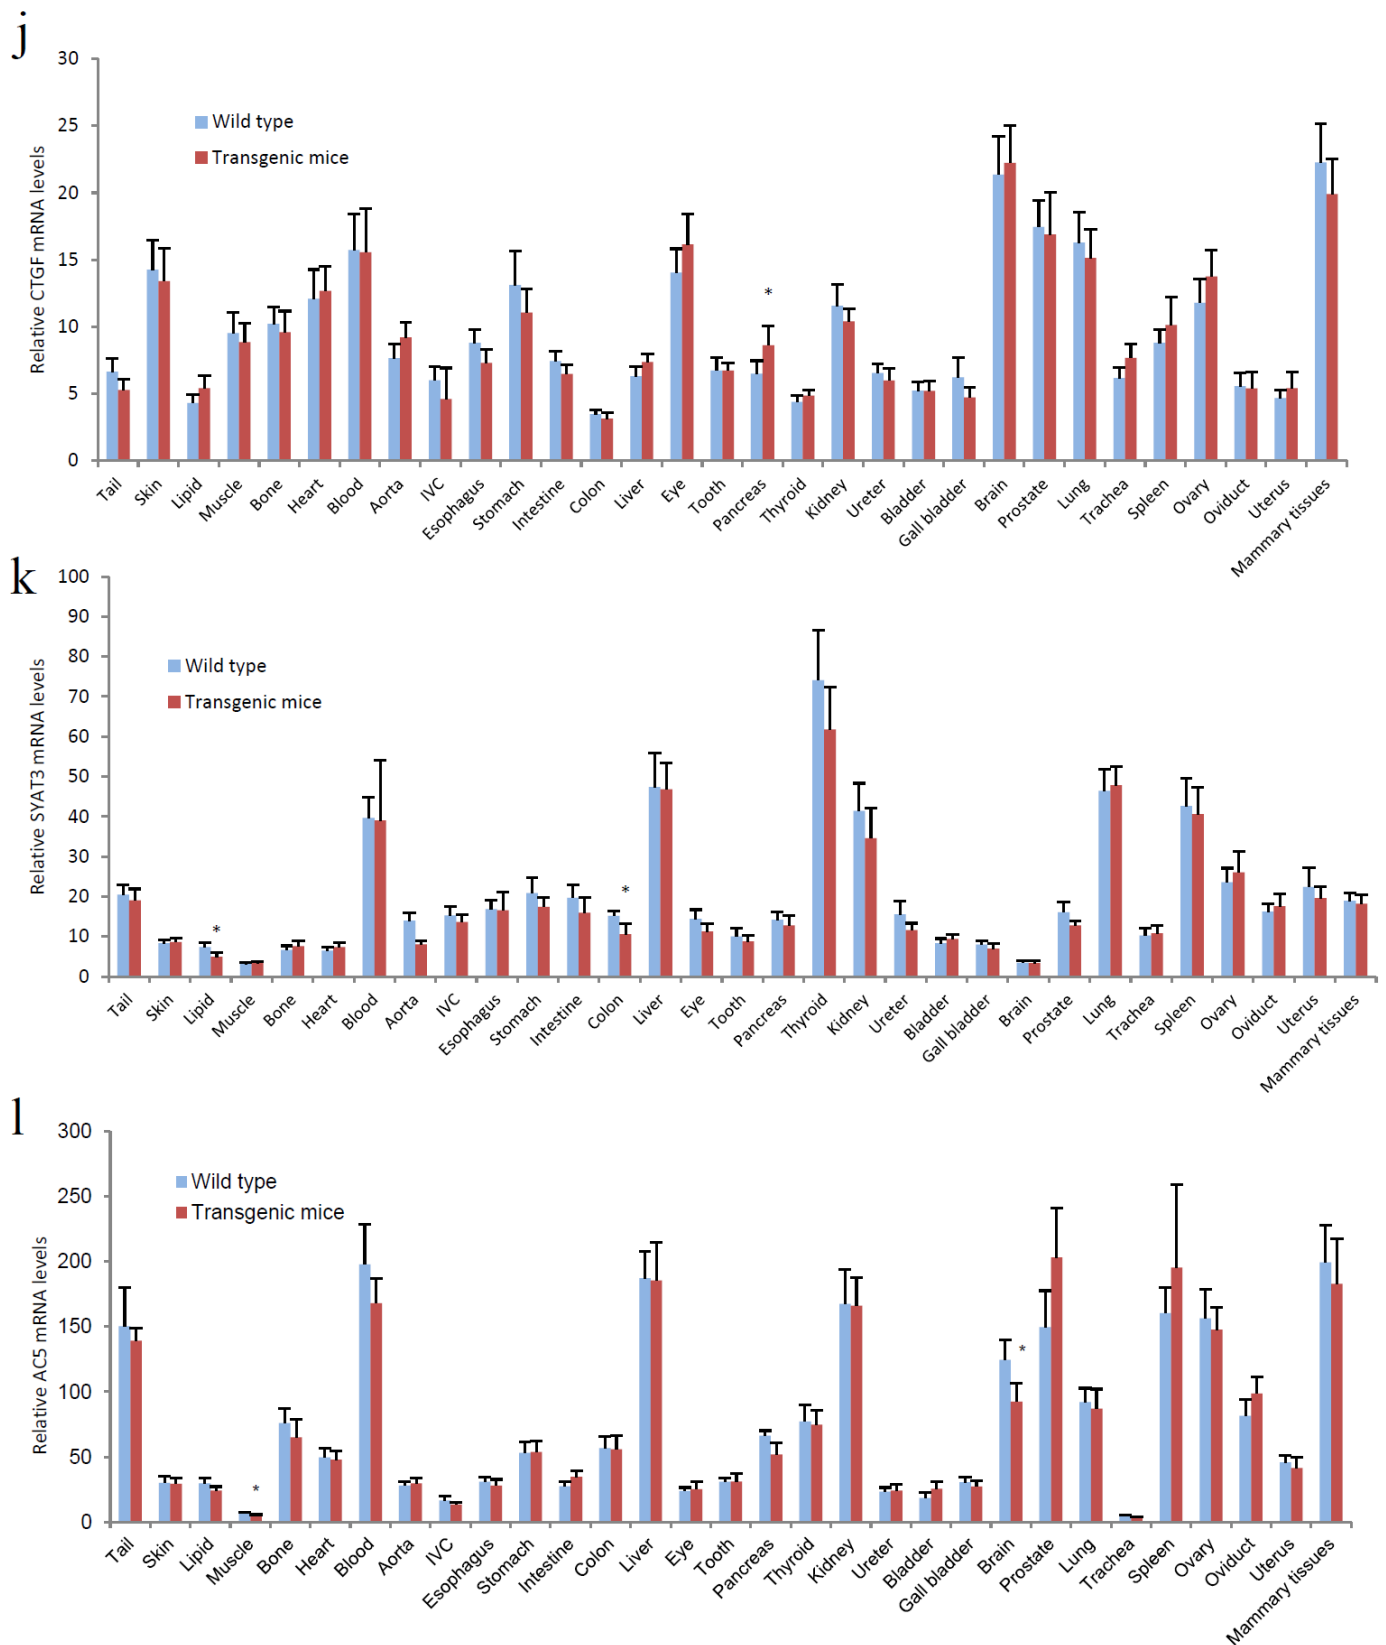 j
30
25
20
15
10
5
0
Relative CTGF mRNA levels
Wild type
Transgenic mice
*
Tail Skin Lipid Muscle Bone Heart Blood Aorta IVC Esophagus Stomach Intestine Colon Liver Eye Tooth Pancreas Thyroid Kidney Ureter Bladder Gall bladder Brain Prostate Lung Trachea Spleen Ovary Oviduct Uterus Mammary tissues
k
100
90
80
70
60
50
40
30
20
10
0
Relative SYAT3 mRNA levels
Wild type
Transgenic mice
* *
Tail Skin Lipid Muscle Bone Heart Blood Aorta IVC Esophagus Stomach Intestine Colon Liver Eye Tooth Pancreas Thyroid Kidney Ureter Bladder Gall bladder Brain Prostate Lung Trachea Spleen Ovary Oviduct Uterus Mammary tissues
l
300
250
200
150
100
50
0
Relative AC5 mRNA levels
Wild type
Transgenic mice
* *
Tail Skin Lipid Muscle Bone Heart Blood Aorta IVC Esophagus Stomach Intestine Colon Liver Eye Tooth Pancreas Thyroid Kidney Ureter Bladder Gall bladder Brain Prostate Lung Trachea Spleen Ovary Oviduct Uterus Mammary tissues